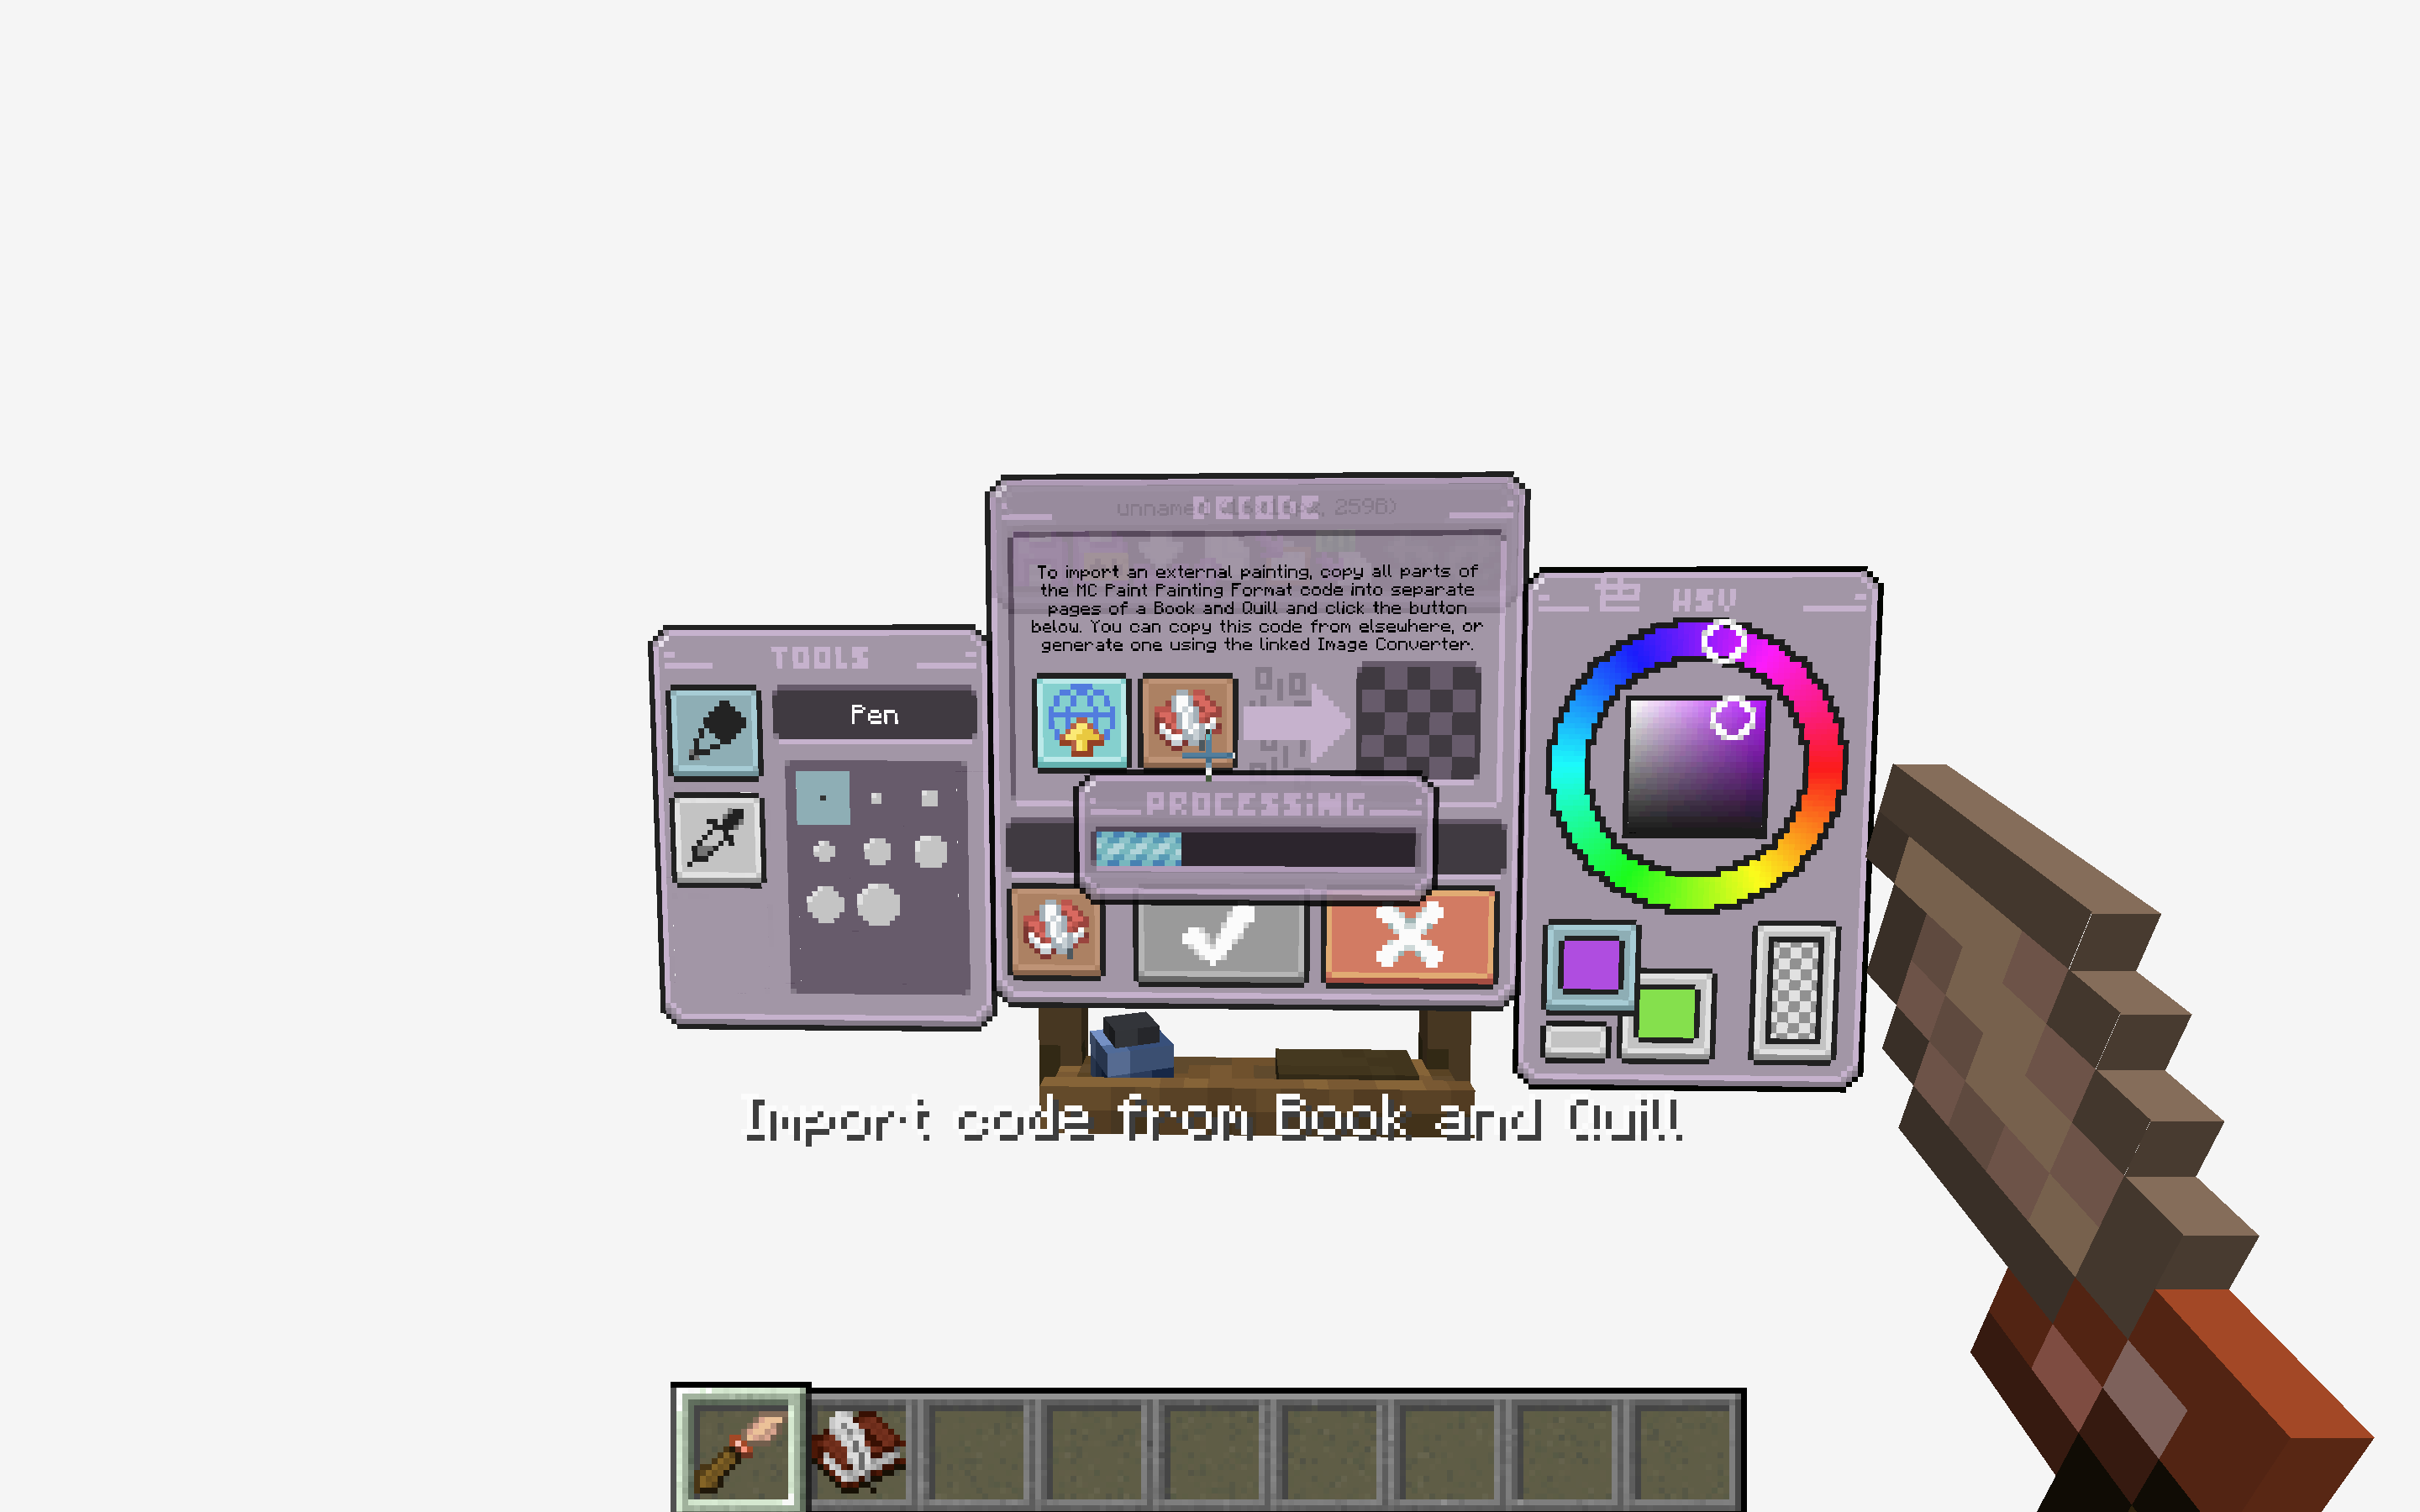 DECODE
To import an external painting, copy all parts of
the MC Paint Painting Format code into separate
pages of a Book and Quill and click the button
below. You can copy this code from elsewhere, or
generate one using the linked Image Converter.
TOOLS
Pen
色 HSV
PROCESSING
Import code from Book and Quill